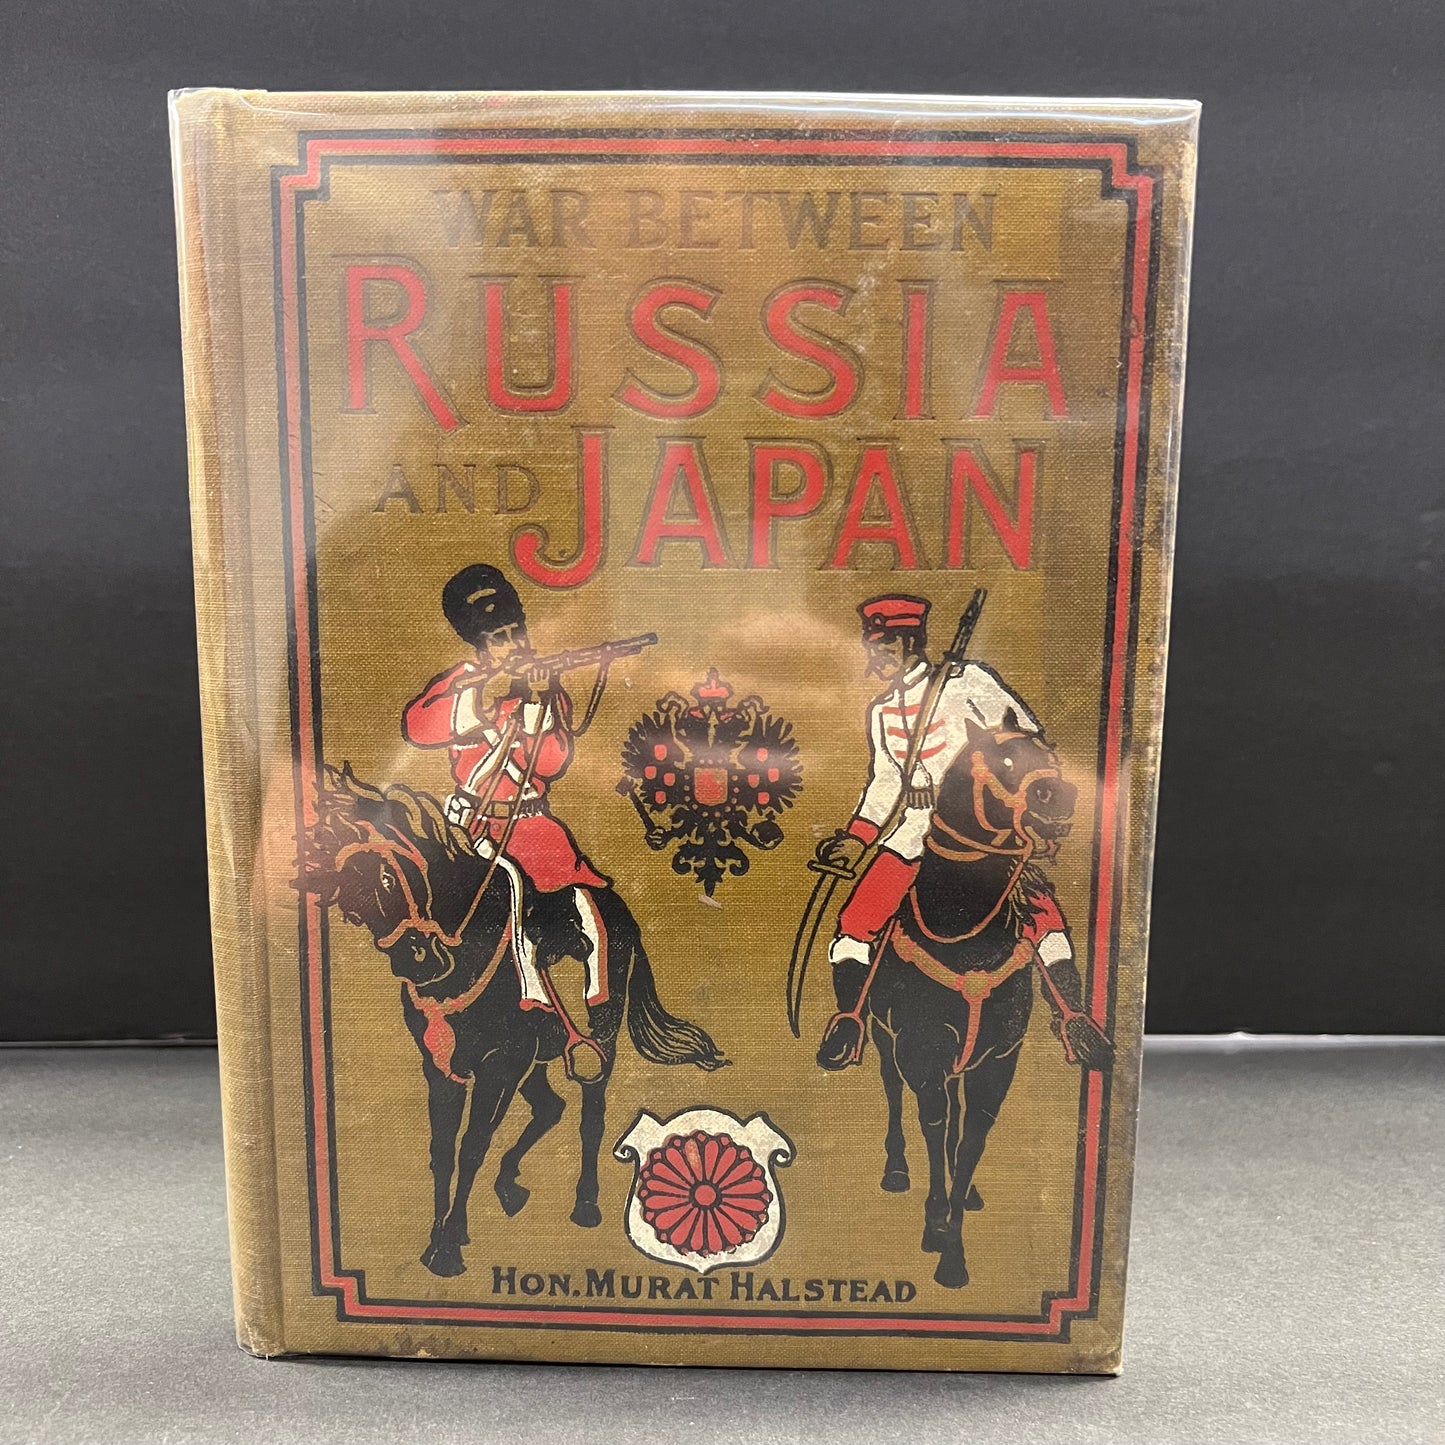 WAR BETWEEN
RUSSIA
AND JAPAN
HON. MURAT HALSTEAD